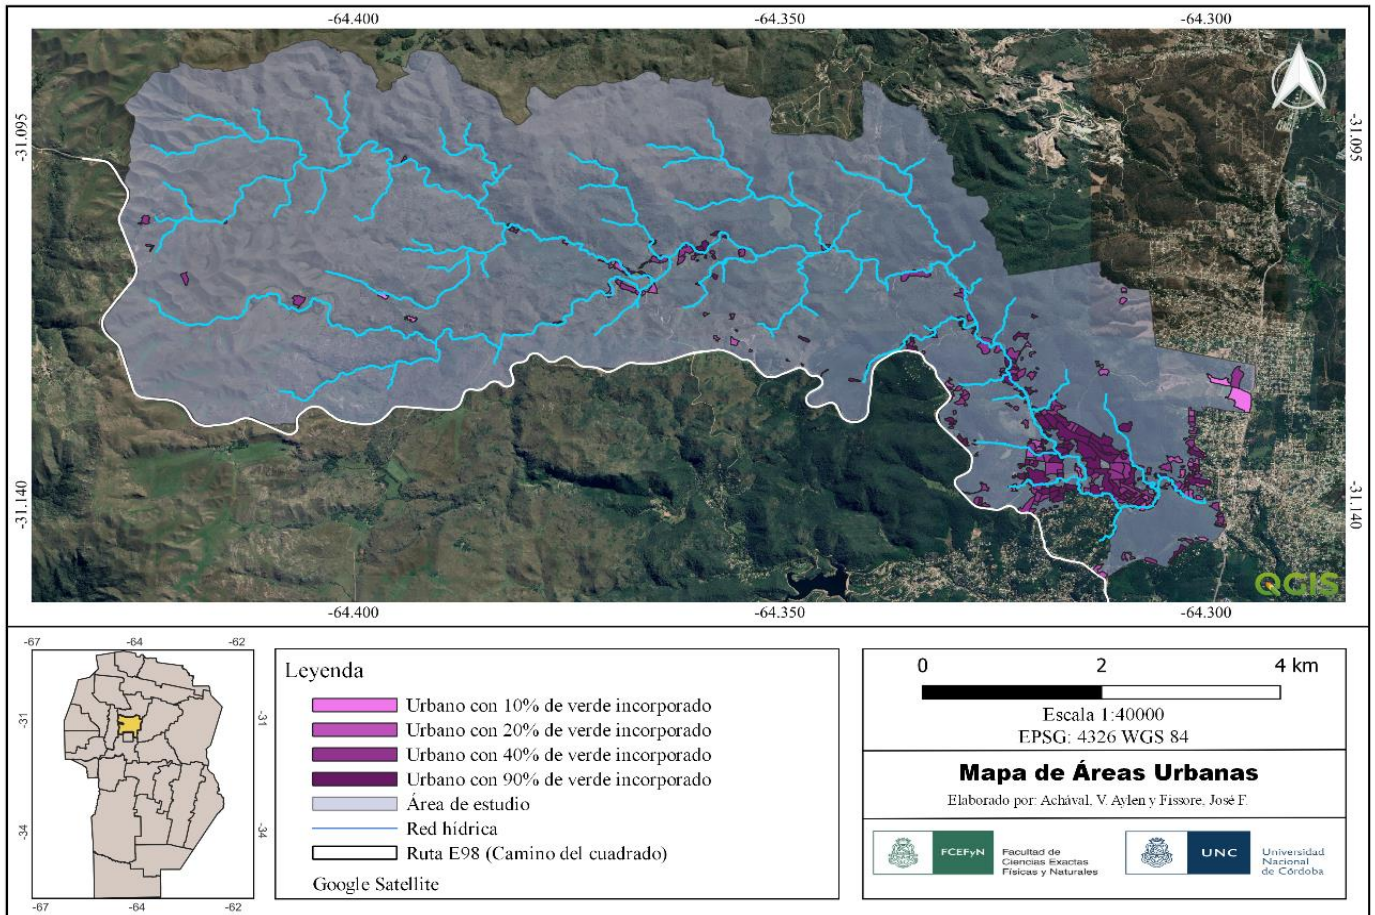 -64.400 -64.350 -64.300
-31.095 -31.095
-31.140 -31.140
QGIS
-64.400 -64.350 -64.300
-67 -64 -62
-31 -31
-34 -34
-67 -64 -62
Leyenda
Urbano con 10% de verde incorporado
Urbano con 20% de verde incorporado
Urbano con 40% de verde incorporado
Urbano con 90% de verde incorporado
Área de estudio
Red hídrica
Ruta E98 (Camino del cuadrado)
Google Satellite
0 2 4 km
Escala 1:40000
EPSG: 4326 WGS 84
Mapa de Áreas Urbanas
Elaborado por: Achával, V. Aylen y Fissore, José F.
FCEFyN
Facultad de
Ciencias Exactas
Físicas y Naturales
UNC
Universidad
Nacional
de Córdoba